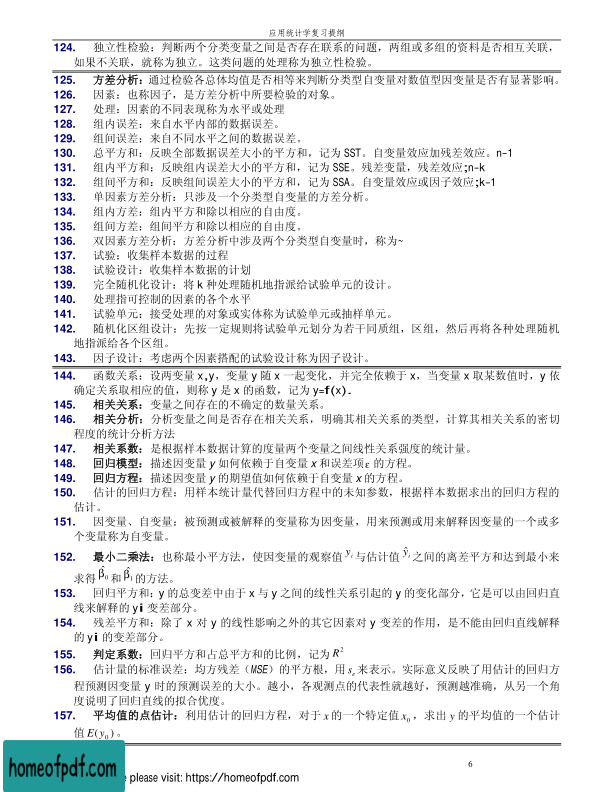 应用统计学复习提纲
124. 独立性检验：判断两个分类变量之间是否存在联系的问题，两组或多组的资料是否相互关联，
如果不关联，就称为独立。这类问题的处理称为独立性检验。
125. 方差分析：通过检验各总体均值是否相等来判断分类型自变量对数值型因变量是否有显著影响。
126. 因素：也称因子，是方差分析中所要检验的对象。
127. 处理：因素的不同表现称为水平或处理
128. 组内误差：来自水平内部的数据误差。
129. 组间误差：来自不同水平之间的数据误差。
130. 总平方和：反映全部数据误差大小的平方和，记为 SST。自变量效应加残差效应。n-1
131. 组内平方和：反映组内误差大小的平方和，记为 SSE。残差变量，残差效应;n-k
132. 组间平方和：反映组间误差大小的平方和，记为 SSA。自变量效应或因子效应;k-1
133. 单因素方差分析：只涉及一个分类型自变量的方差分析。
134. 组内方差：组内平方和除以相应的自由度。
135. 组间方差：组间平方和除以相应的自由度。
136. 双因素方差分析：方差分析中涉及两个分类型自变量时，称为~
137. 试验：收集样本数据的过程
138. 试验设计：收集样本数据的计划
139. 完全随机化设计：将 k 种处理随机地指派给试验单元的设计。
140. 处理指可控制的因素的各个水平
141. 试验单元：接受处理的对象或实体称为试验单元或抽样单元。
142. 随机化区组设计：先按一定规则将试验单元划分为若干同质组，区组，然后再将各种处理随机
地指派给各个区组。
143. 因子设计：考虑两个因素搭配的试验设计称为因子设计。
144. 函数关系：设两变量 x,y，变量 y 随 x 一起变化，并完全依赖于 x，当变量 x 取某数值时，y 依
确定关系取相应的值，则称 y 是 x 的函数，记为 y=f(x).
145. 相关关系：变量之间存在的不确定的数量关系。
146. 相关分析：分析变量之间是否存在相关关系，明确其相关关系的类型，计算其相关关系的密切
程度的统计分析方法
147. 相关系数：是根据样本数据计算的度量两个变量之间线性关系强度的统计量。
148. 回归模型：描述因变量 y 如何依赖于自变量 x 和误差项 ε 的方程。
149. 回归方程：描述因变量 y 的期望值如何依赖于自变量 x 的方程。
150. 估计的回归方程：用样本统计量代替回归方程中的未知参数，根据样本数据求出的回归方程的
估计。
151. 因变量、自变量：被预测或被解释的变量称为因变量，用来预测或用来解释因变量的一个或多
个变量称为自变量。
152. 最小二乘法：也称最小平方法，使因变量的观察值 yᵢ 与估计值 ŷᵢ 之间的离差平方和达到最小来
求得 β̂₀ 和 β̂₁ 的方法。
153. 回归平方和：y 的总变差中由于 x 与 y 之间的线性关系引起的 y 的变化部分，它是可以由回归直
线来解释的 yi 变差部分。
154. 残差平方和：除了 x 对 y 的线性影响之外的其它因素对 y 变差的作用，是不能由回归直线解释
的 yi 的变差部分。
155. 判定系数：回归平方和占总平方和的比例，记为 R²
156. 估计量的标准误差：均方残差（MSE）的平方根，用 sₑ 来表示。实际意义反映了用估计的回归方
程预测因变量 y 时的预测误差的大小。越小，各观测点的代表性就越好，预测越准确，从另一个角
度说明了回归直线的拟合优度。
157. 平均值的点估计：利用估计的回归方程，对于 x 的一个特定值 x₀ ，求出 y 的平均值的一个估计
值 E(y₀) 。
6
homeofpdf.com
please visit: https://homeofpdf.com